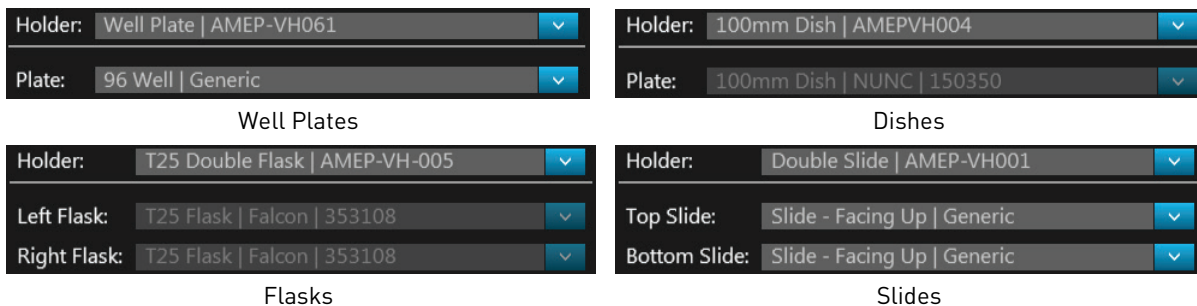 Holder: Well Plate | AMEP-VH061
Plate: 96 Well | Generic
Well Plates
Holder: 100mm Dish | AMEPVH004
Plate: 100mm Dish | NUNC | 150350
Dishes
Holder: T25 Double Flask | AMEP-VH-005
Left Flask: T25 Flask | Falcon | 353108
Right Flask: T25 Flask | Falcon | 353108
Flasks
Holder: Double Slide | AMEP-VH001
Top Slide: Slide - Facing Up | Generic
Bottom Slide: Slide - Facing Up | Generic
Slides